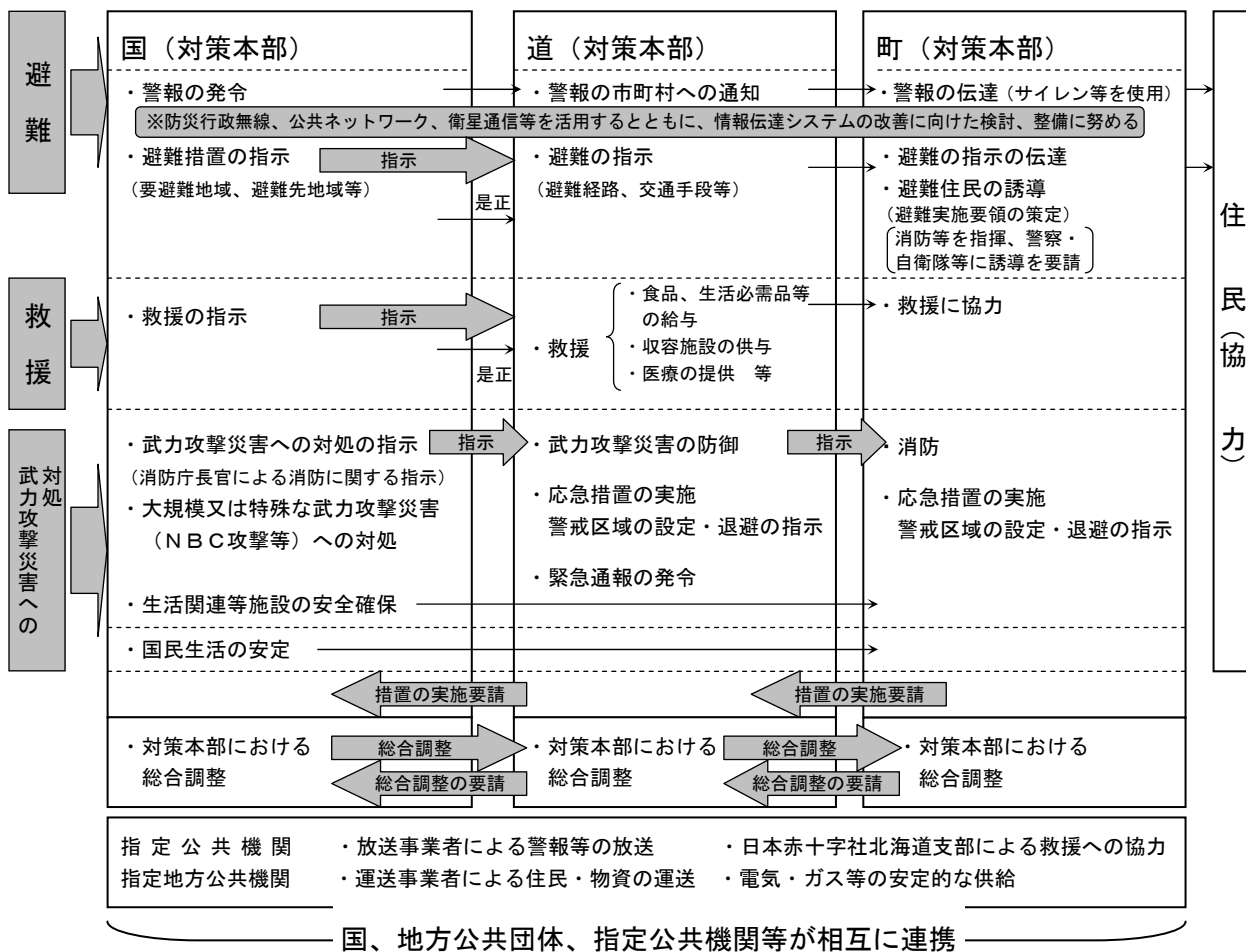 避難
国（対策本部）
道（対策本部）
町（対策本部）
・警報の発令
・警報の市町村への通知
・警報の伝達（サイレン等を使用）
※防災行政無線、公共ネットワーク、衛星通信等を活用するとともに、情報伝達システムの改善に向けた検討、整備に努める
・避難措置の指示
指示
・避難の指示
・避難の指示の伝達
（要避難地域、避難先地域等）
（避難経路、交通手段等）
・避難住民の誘導
是正
（避難実施要領の策定）
消防等を指揮、警察・
自衛隊等に誘導を要請
住民（協力）
救援
・救援の指示
指示
是正
・救援
・食品、生活必需品等
の給与
・収容施設の供与
・医療の提供　等
・救援に協力
武力攻撃災害への
対処
・武力攻撃災害への対処の指示
指示
・武力攻撃災害の防御
指示
・消防
（消防庁長官による消防に関する指示）
・大規模又は特殊な武力攻撃災害
（ＮＢＣ攻撃等）への対処
・応急措置の実施
警戒区域の設定・退避の指示
・応急措置の実施
警戒区域の設定・退避の指示
・緊急通報の発令
・生活関連等施設の安全確保
・国民生活の安定
措置の実施要請
措置の実施要請
・対策本部における
総合調整
総合調整
総合調整の要請
・対策本部における
総合調整
総合調整
総合調整の要請
・対策本部における
総合調整
指定公共機関　・放送事業者による警報等の放送　・日本赤十字社北海道支部による救援への協力
指定地方公共機関　・運送事業者による住民・物資の運送　・電気・ガス等の安定的な供給
国、地方公共団体、指定公共機関等が相互に連携